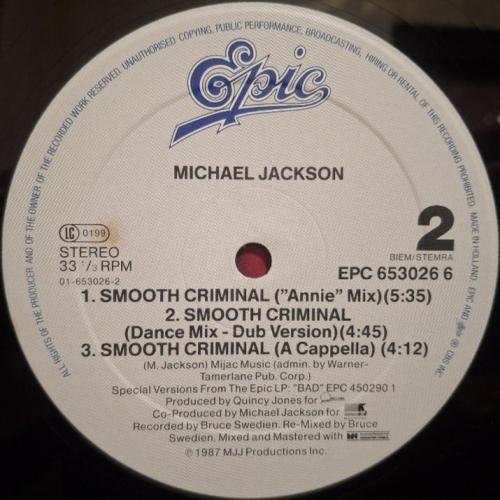 ALL RIGHTS OF THE PRODUCER AND OF THE OWNER OF THE RECORDED WORK RESERVED. UNAUTHORISED COPYING, PUBLIC PERFORMANCE, BROADCASTING, HIRING OR RENTAL OF THIS RECORDING PROHIBITED. MADE IN HOLLAND. EPIC AND
℗ CBS INC
Epic
MICHAEL JACKSON
LC 0199
2
STEREO
33 1/3 RPM
BIEM/STEMRA
01-653026-2
EPC 653026 6
1. SMOOTH CRIMINAL ("Annie" Mix)(5:35)
2. SMOOTH CRIMINAL
(Dance Mix - Dub Version)(4:45)
3. SMOOTH CRIMINAL (A Cappella) (4:12)
(M. Jackson) Mijac Music (admin. by Warner-
Tamerlane Pub. Corp.)
Special Versions From The Epic LP: "BAD" EPC 450290 1
Produced by Quincy Jones for
Co-Produced by Michael Jackson for
Recorded by Bruce Swedien. Re-Mixed by Bruce
Swedien. Mixed and Mastered with
℗ 1987 MJJ Productions Inc.